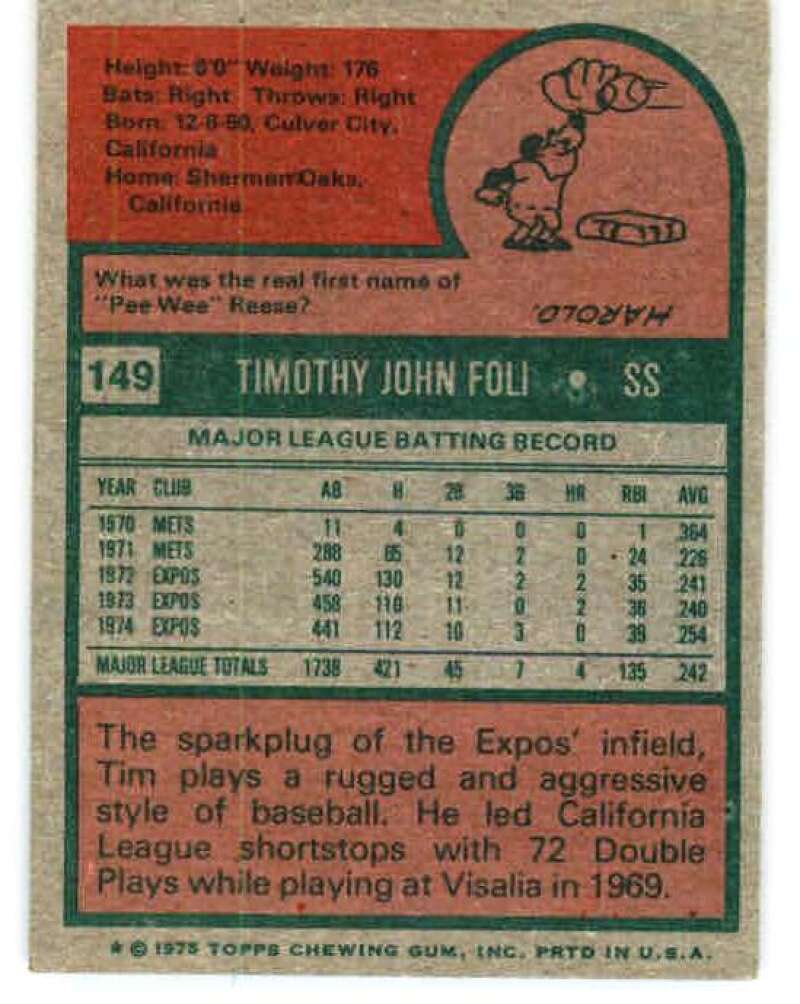 Height: 6'0" Weight: 176
Bats: Right Throws: Right
Born: 12-6-50, Culver City,
California
Home: Sherman Oaks,
California
What was the real first name of
"Pee Wee" Reese?
HAROLD.
149 TIMOTHY JOHN FOLI • SS
MAJOR LEAGUE BATTING RECORD
YEAR CLUB AB H 2B 3B HR RBI AVG
1970 METS 11 4 0 0 0 1 .364
1971 METS 288 65 12 2 0 24 .226
1972 EXPOS 540 130 12 2 2 35 .241
1973 EXPOS 458 110 11 0 2 36 .240
1974 EXPOS 441 112 10 3 0 39 .254
MAJOR LEAGUE TOTALS 1738 421 45 7 4 135 .242
The sparkplug of the Expos' infield,
Tim plays a rugged and aggressive
style of baseball. He led California
League shortstops with 72 Double
Plays while playing at Visalia in 1969.
* © 1975 TOPPS CHEWING GUM, INC. PRTD IN U.S.A.